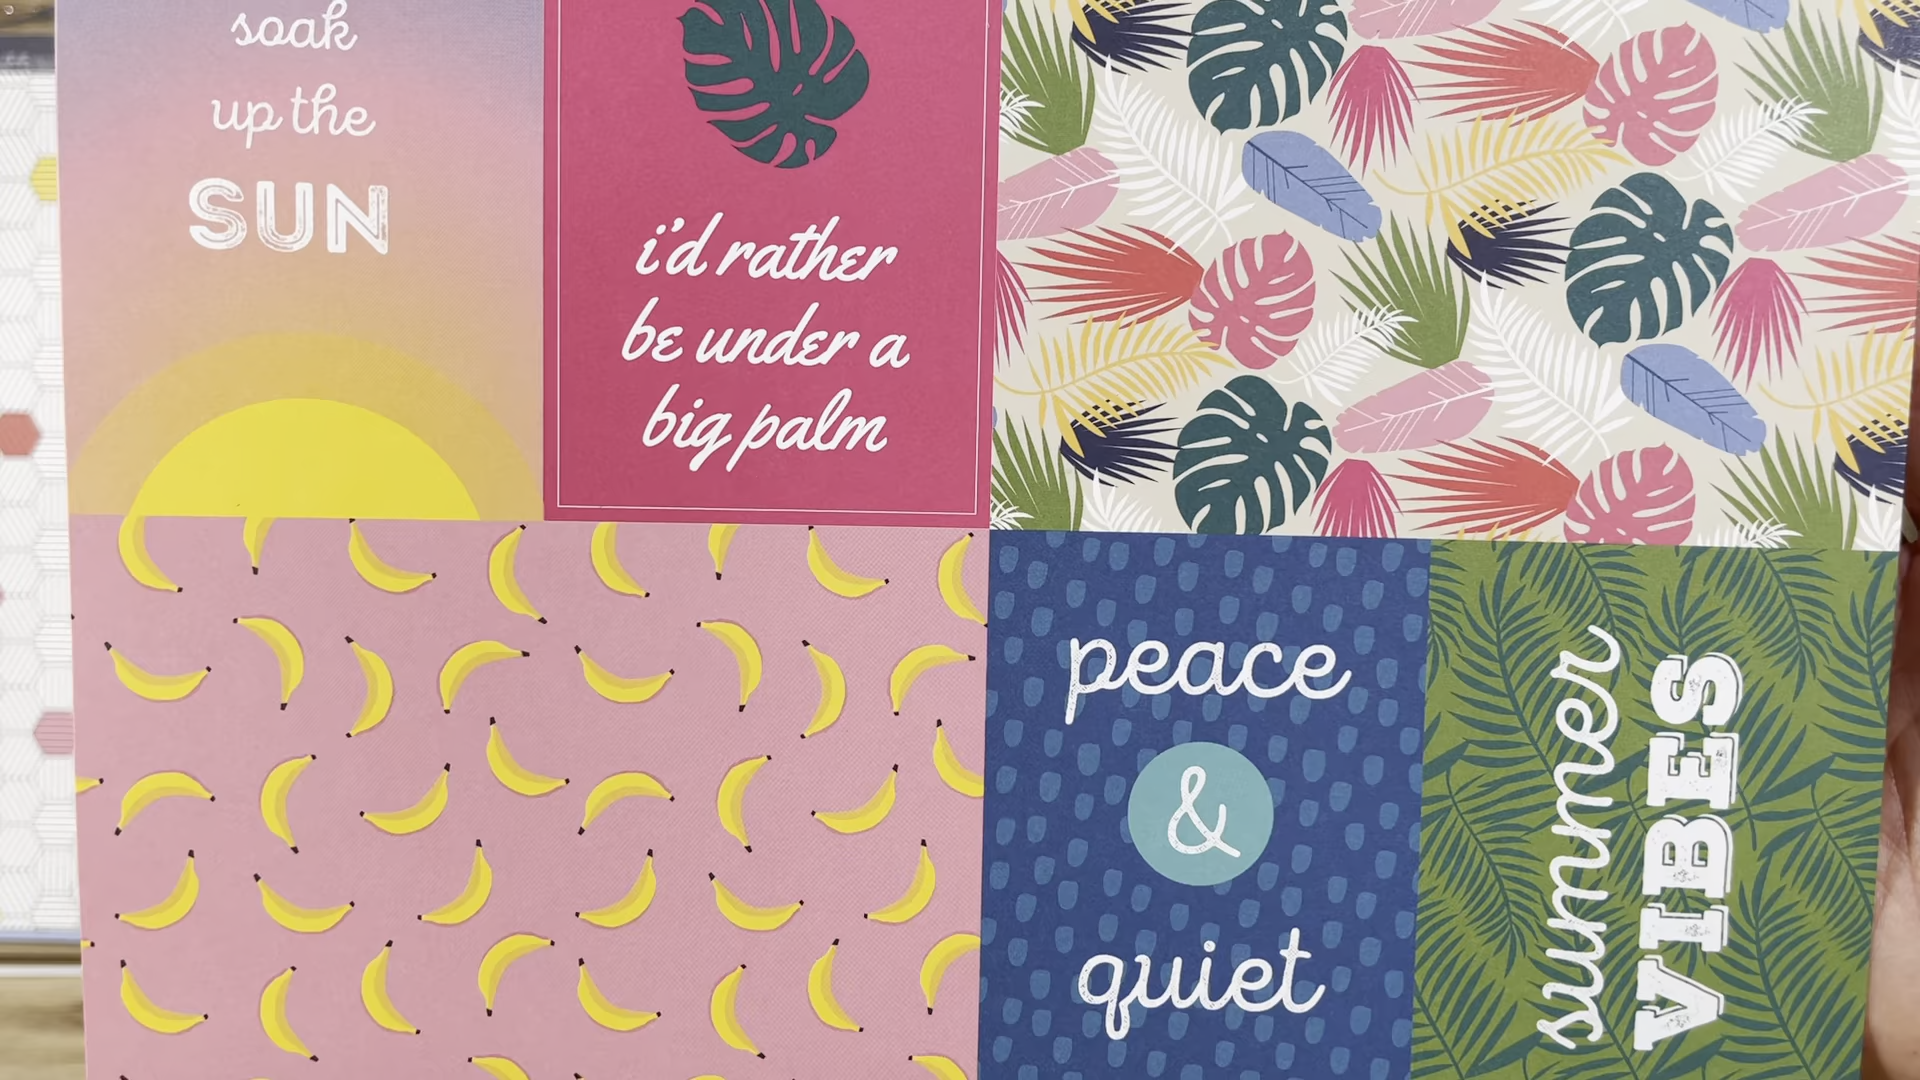 soak
up the
SUN
i'd rather
be under a
big palm
peace
&
quiet
summer
VIBES